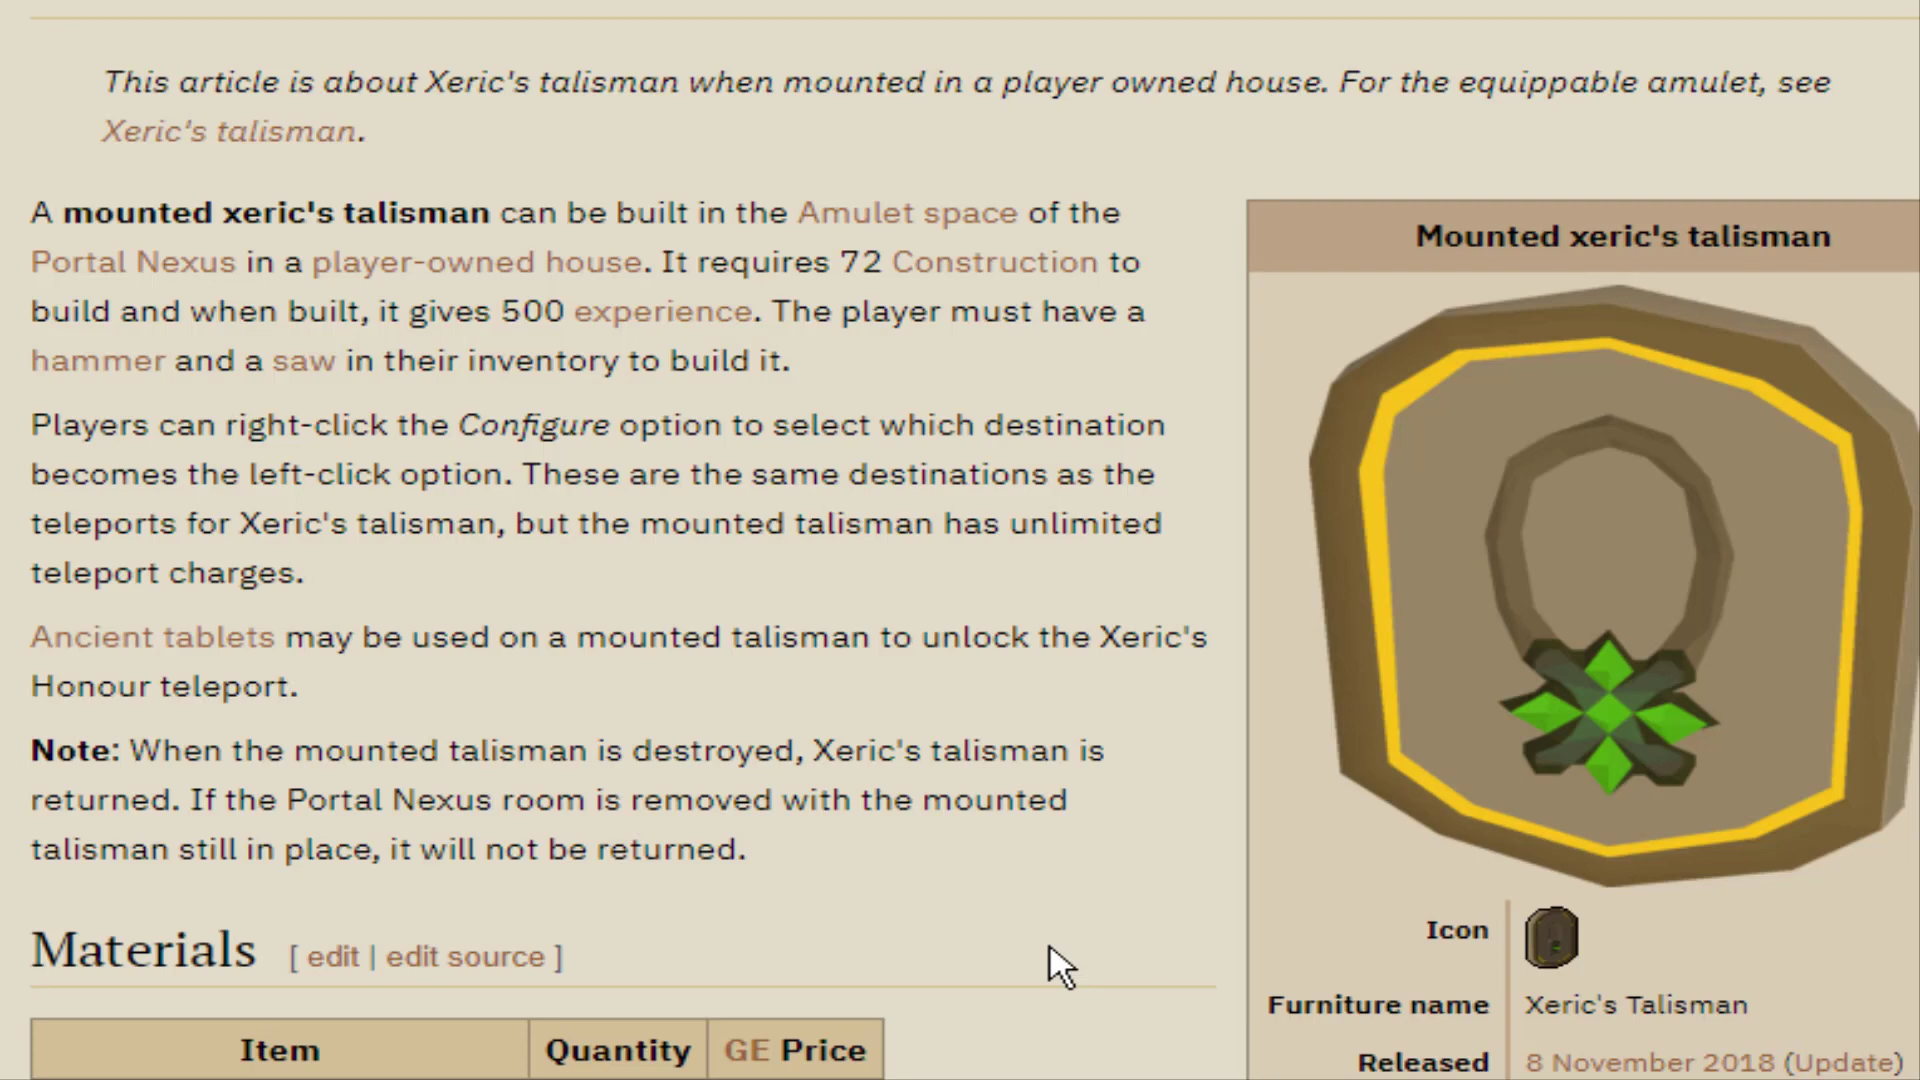 This article is about Xeric's talisman when mounted in a player owned house. For the equippable amulet, see
Xeric's talisman.
A mounted xeric's talisman can be built in the Amulet space of the
Portal Nexus in a player-owned house. It requires 72 Construction to
build and when built, it gives 500 experience. The player must have a
hammer and a saw in their inventory to build it.
Players can right-click the Configure option to select which destination
becomes the left-click option. These are the same destinations as the
teleports for Xeric's talisman, but the mounted talisman has unlimited
teleport charges.
Ancient tablets may be used on a mounted talisman to unlock the Xeric's
Honour teleport.
Note: When the mounted talisman is destroyed, Xeric's talisman is
returned. If the Portal Nexus room is removed with the mounted
talisman still in place, it will not be returned.
Materials [ edit | edit source ]
Item Quantity GE Price
Mounted xeric's talisman
Icon
Furniture name Xeric's Talisman
Released 8 November 2018 (Update)